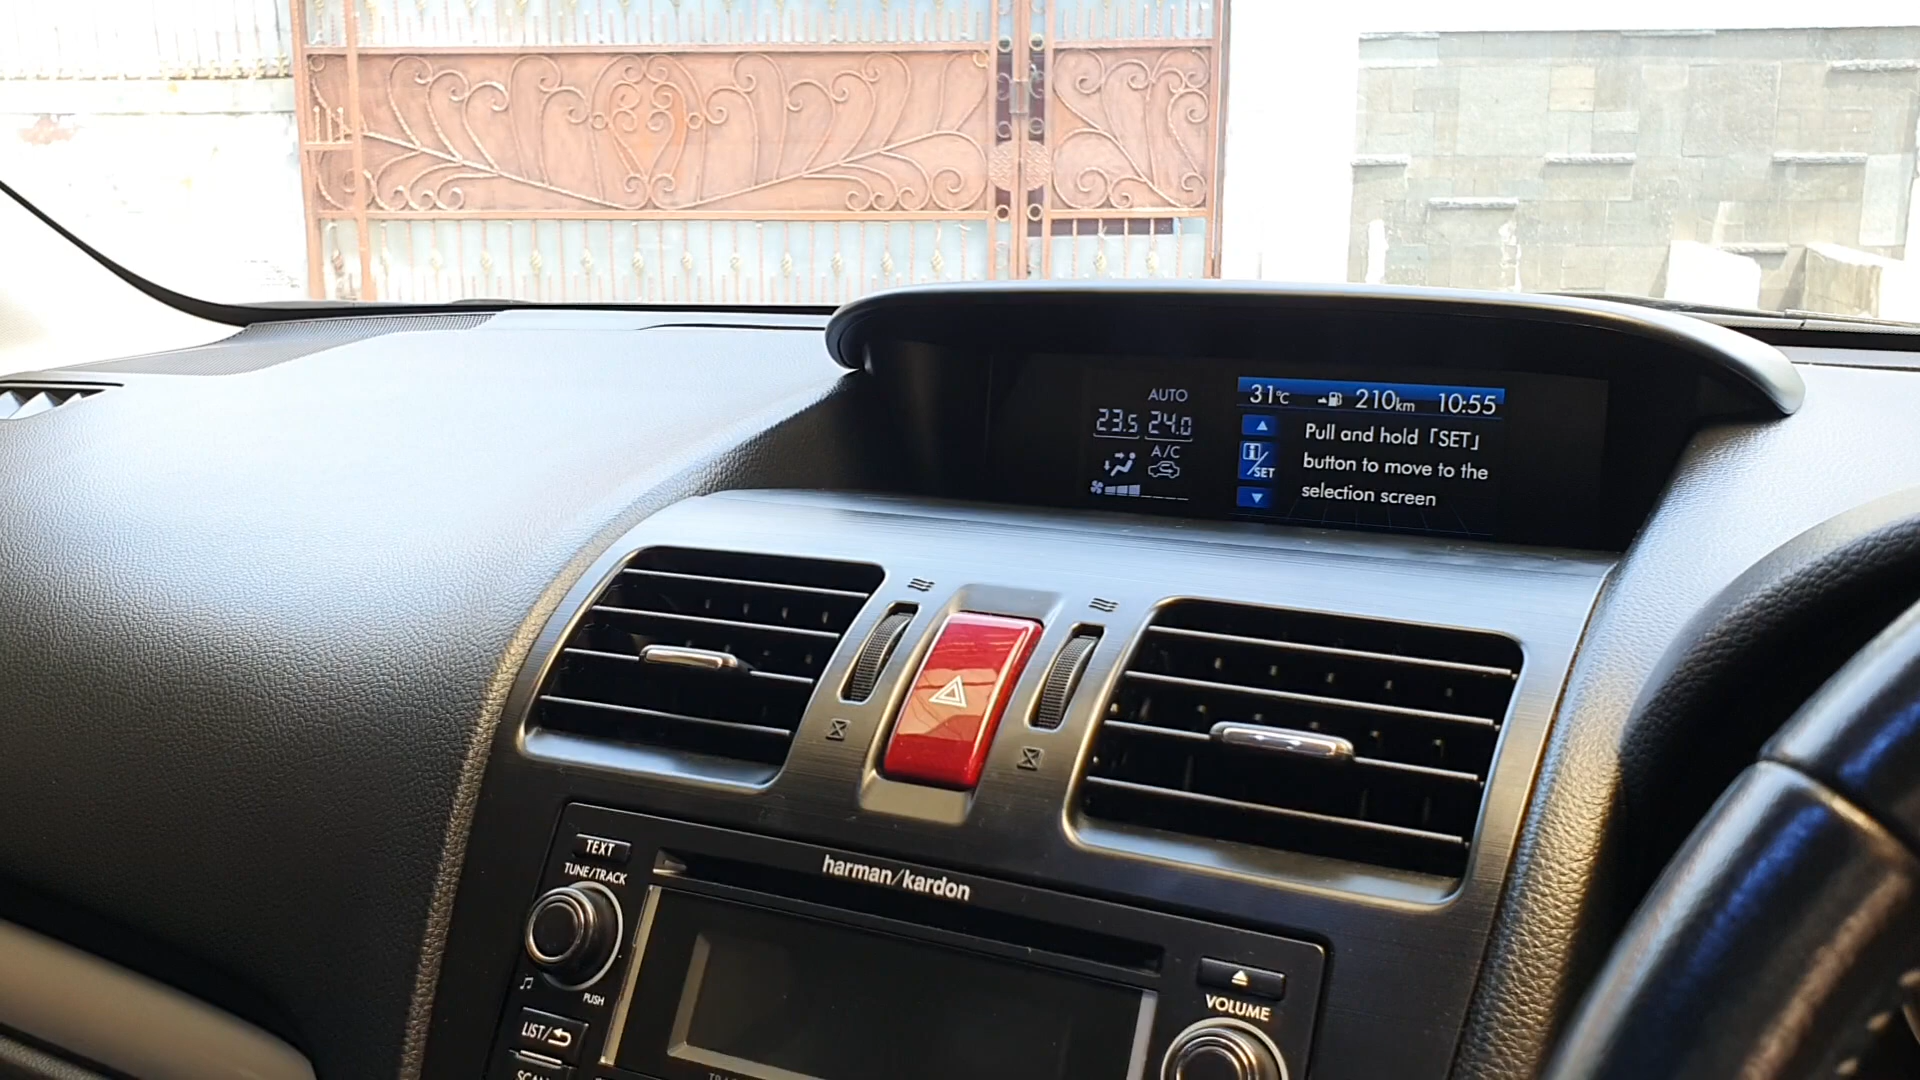 AUTO
23.5 24.0
A/C
31°C 210km 10:55
Pull and hold「SET」
button to move to the
selection screen
i/SET
TEXT
TUNE/TRACK
harman/kardon
PUSH
VOLUME
LIST/
SCAN